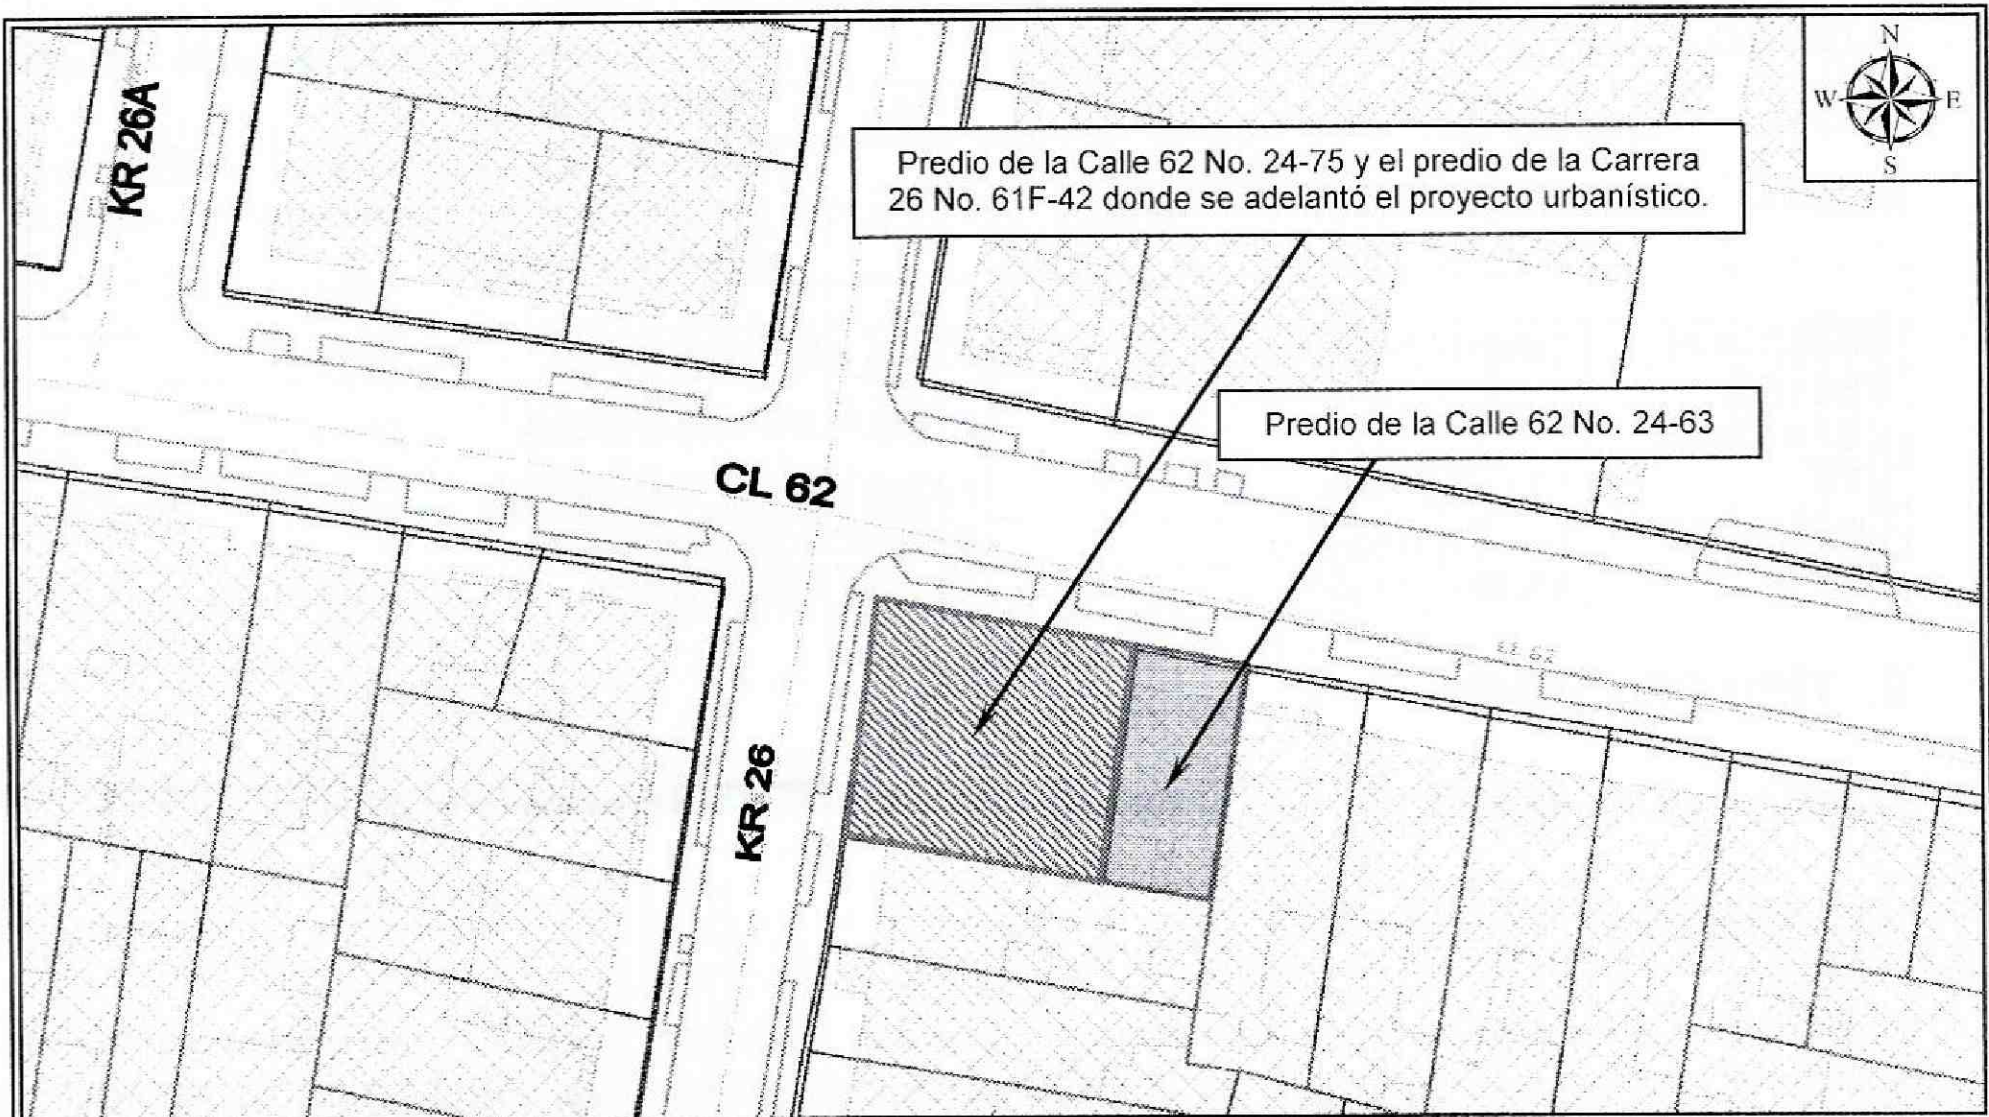 N
W E
S
KR 26A
Predio de la Calle 62 No. 24-75 y el predio de la Carrera
26 No. 61F-42 donde se adelantó el proyecto urbanístico.
Predio de la Calle 62 No. 24-63
CL 62
KR 26